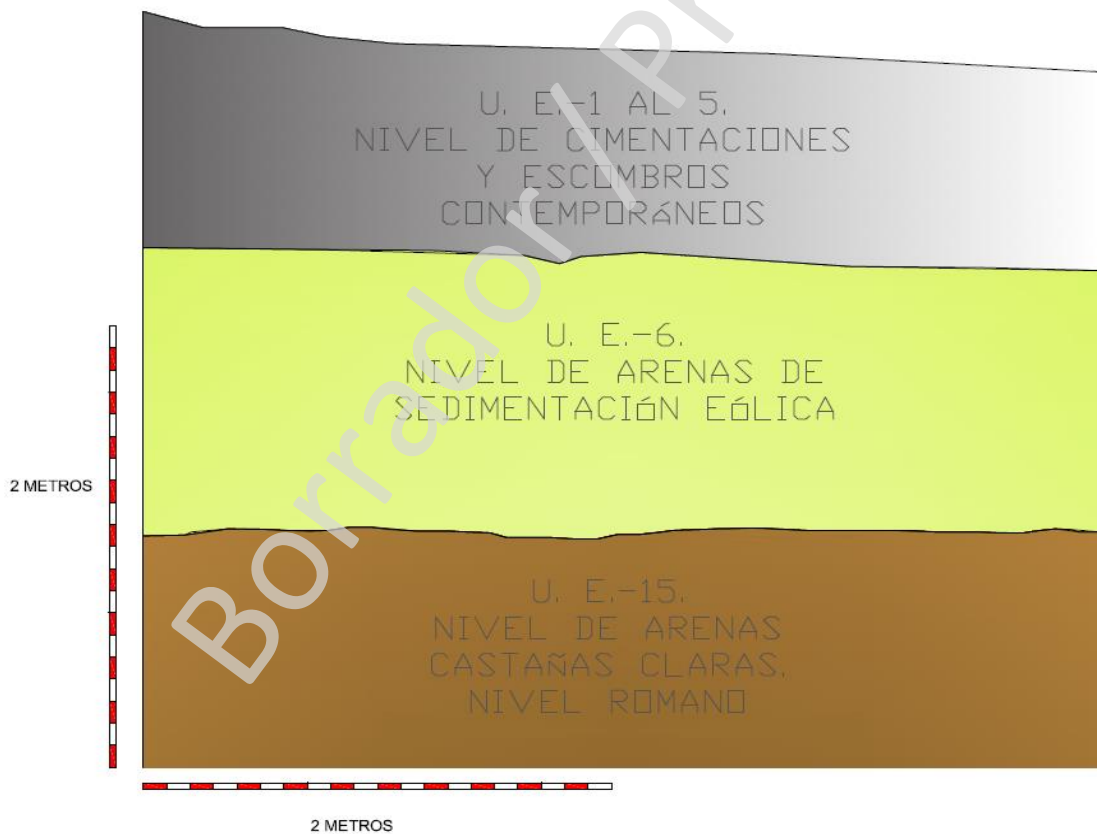 U. E.-1 AL 5.
NIVEL DE CIMENTACIONES
Y ESCOMBROS
CONTEMPORáNEOS
U. E.-6.
NIVEL DE ARENAS DE
SEDIMENTACIóN EóLICA
2 METROS
U. E.-15.
NIVEL DE ARENAS
CASTAÑAS CLARAS.
NIVEL ROMANO
2 METROS
Borrador /